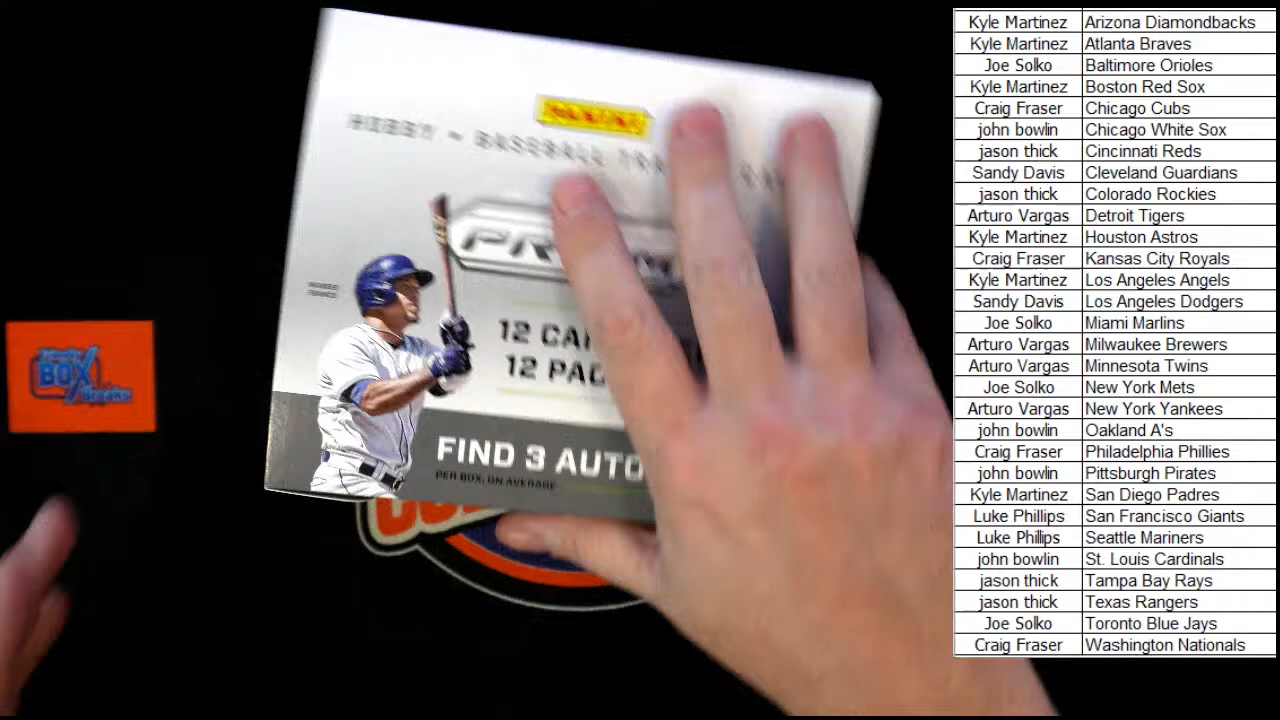 PANINI
HOBBY
BASEBALL
12
12
FIND 3 AUTO
PER BOX, ON AVERAGE
BOX
Breaks
Kyle Martinez Arizona Diamondbacks
Kyle Martinez Atlanta Braves
Joe Solko Baltimore Orioles
Kyle Martinez Boston Red Sox
Craig Fraser Chicago Cubs
john bowlin Chicago White Sox
jason thick Cincinnati Reds
Sandy Davis Cleveland Guardians
jason thick Colorado Rockies
Arturo Vargas Detroit Tigers
Kyle Martinez Houston Astros
Craig Fraser Kansas City Royals
Kyle Martinez Los Angeles Angels
Sandy Davis Los Angeles Dodgers
Joe Solko Miami Marlins
Arturo Vargas Milwaukee Brewers
Arturo Vargas Minnesota Twins
Joe Solko New York Mets
Arturo Vargas New York Yankees
john bowlin Oakland A's
Craig Fraser Philadelphia Phillies
john bowlin Pittsburgh Pirates
Kyle Martinez San Diego Padres
Luke Phillips San Francisco Giants
Luke Phillips Seattle Mariners
john bowlin St. Louis Cardinals
jason thick Tampa Bay Rays
jason thick Texas Rangers
Joe Solko Toronto Blue Jays
Craig Fraser Washington Nationals